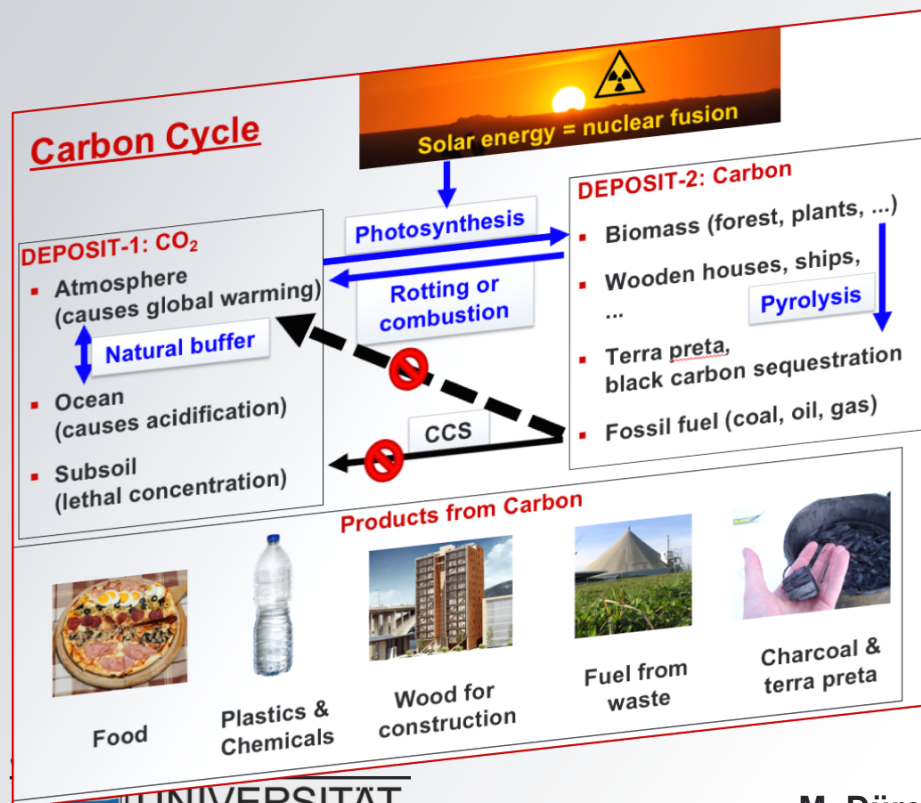 Carbon Cycle
Solar energy = nuclear fusion
Photosynthesis
Rotting or
combustion
DEPOSIT-1: CO₂
▪ Atmosphere
(causes global warming)
Natural buffer
▪ Ocean
(causes acidification)
▪ Subsoil
(lethal concentration)
CCS
DEPOSIT-2: Carbon
▪ Biomass (forest, plants, ...)
▪ Wooden houses, ships,
...
Pyrolysis
▪ Terra preta,
black carbon sequestration
▪ Fossil fuel (coal, oil, gas)
Products from Carbon
Food
Plastics &
Chemicals
Wood for
construction
Fuel from
waste
Charcoal &
terra preta
UNIVERSITÄT